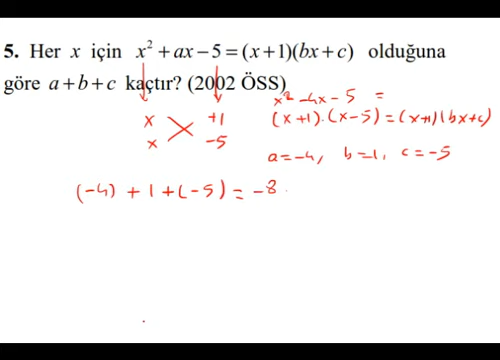 5. Her x için x² + ax − 5 = (x + 1)(bx + c) olduğuna
göre a + b + c kaçtır? (2002 ÖSS)
x² − 4x − 5 =
x +1
(x+1).(x−5) = (x+1)(bx+c)
x −5
a = −4, b = 1, c = −5
(−4) + 1 + (−5) = −8